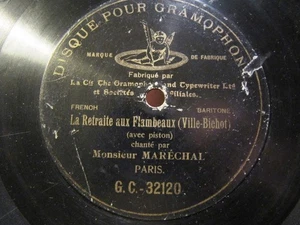 DISQUE POUR GRAMOPHONE
MARQUE DE FABRIQUE
Fabriqué par
La Cie The Gramophone and Typewriter Ltd
et Sociétés Filiales.
FRENCH BARITONE
La Retraite aux Flambeaux (Ville-Bichot)
(avec piston)
chanté par
Monsieur MARÉCHAL
PARIS.
G.C.-32120